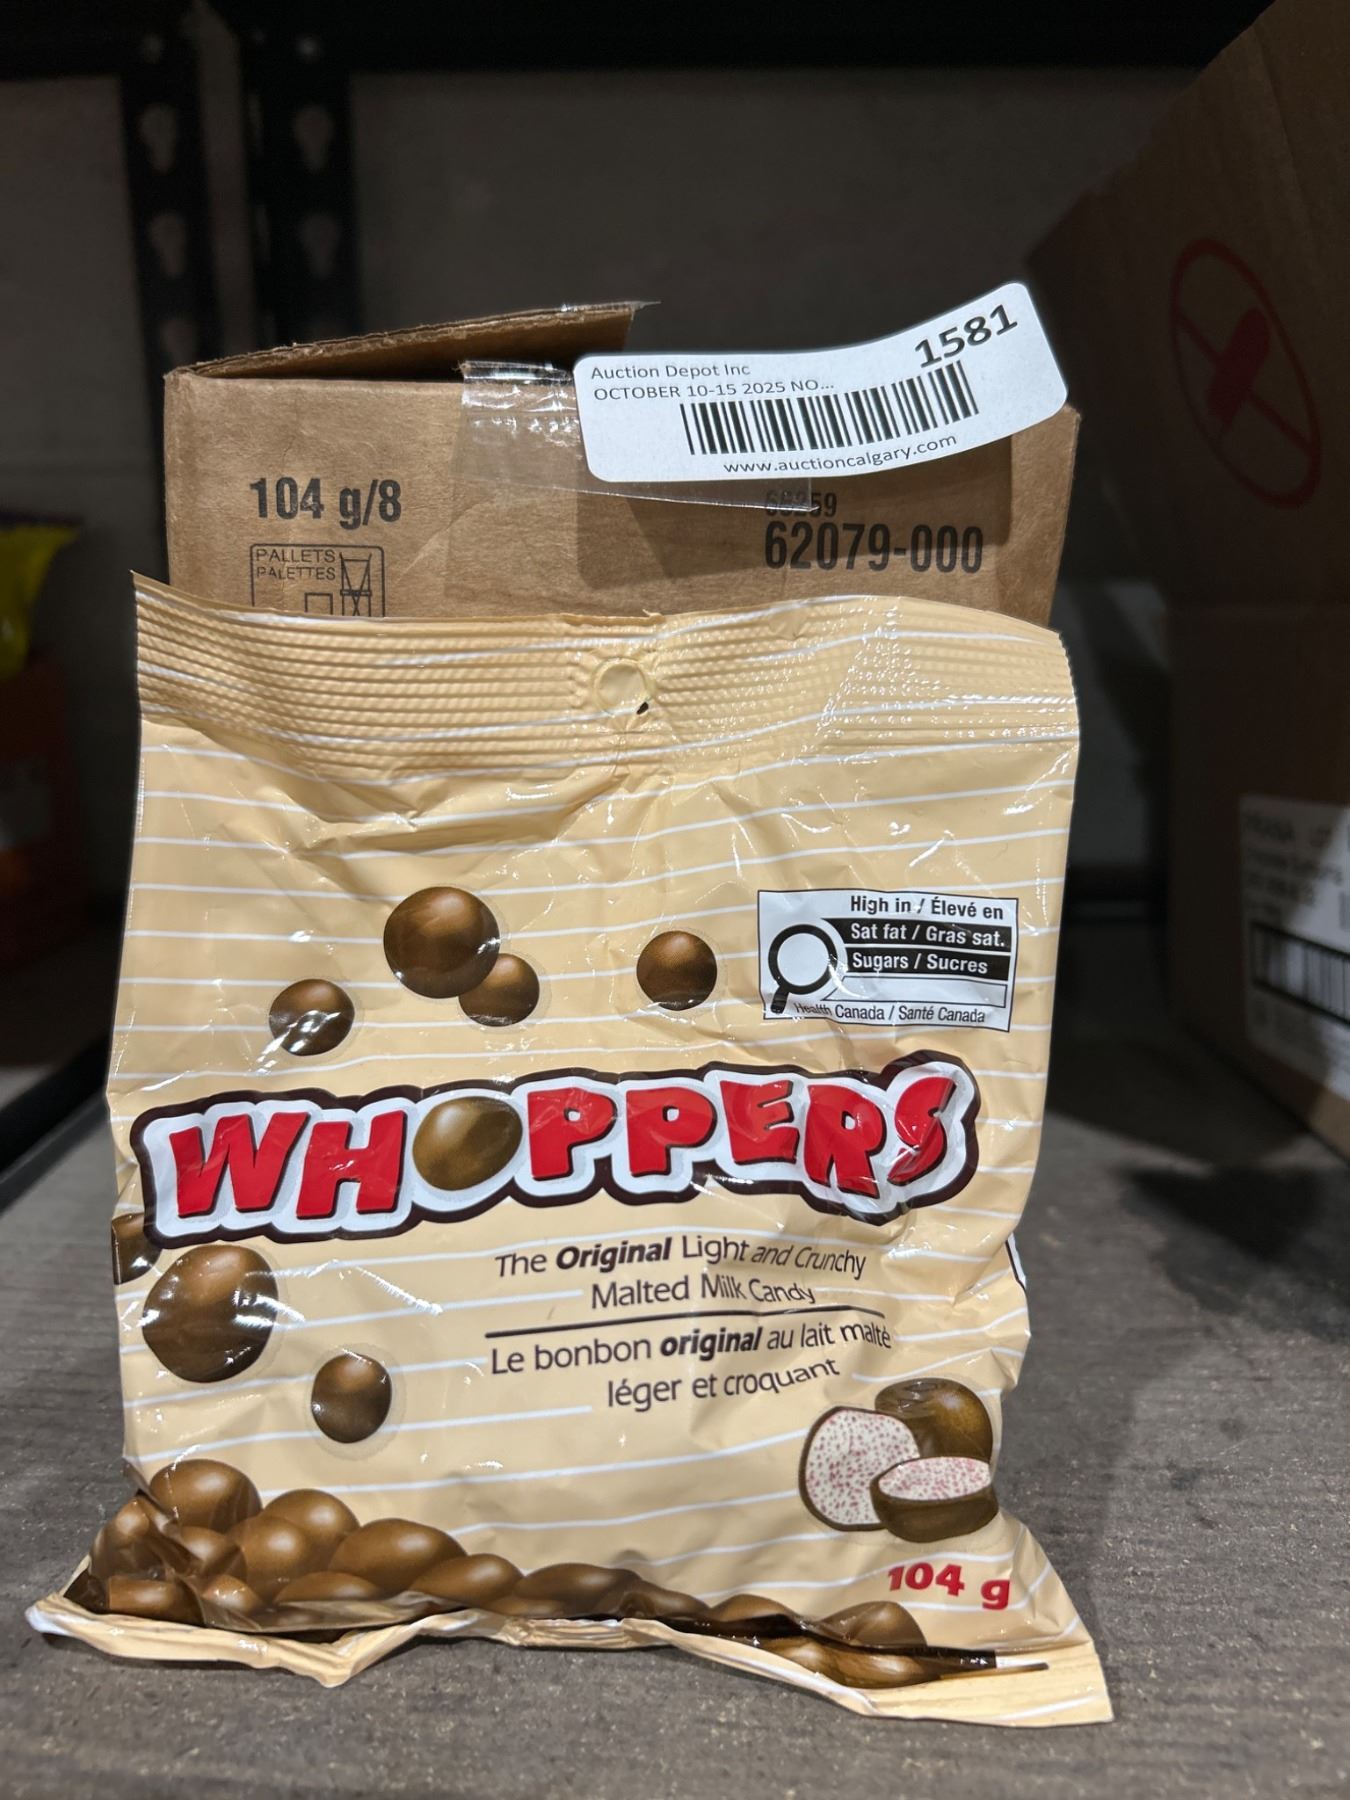 1581
Auction Depot Inc
OCTOBER 10-15 2025 NO...
www.auctioncalgary.com
104 g/8
62079-000
PALLETS
PALETTES
High in / Élevé en
Sat fat / Gras sat.
Sugars / Sucres
Health Canada / Santé Canada
WHOPPERS
The Original Light and Crunchy
Malted Milk Candy
Le bonbon original au lait malté
léger et croquant
104 g